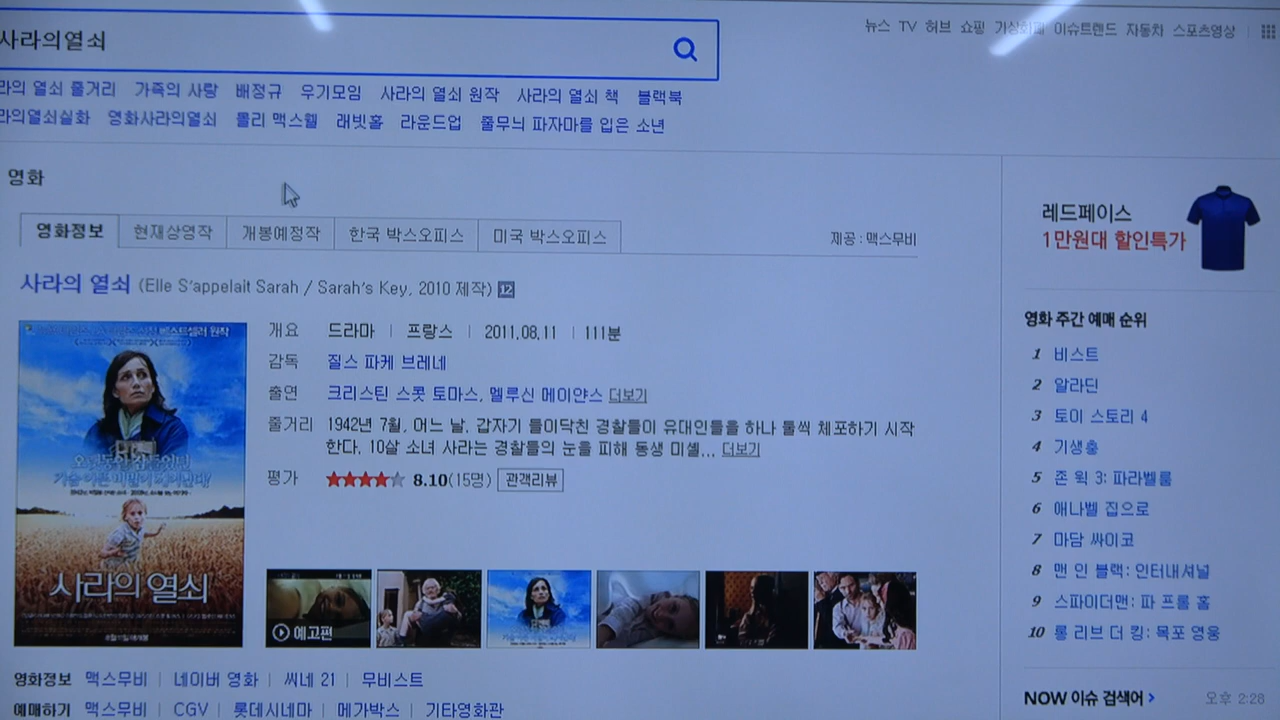 사라의열쇠
뉴스 TV 허브 쇼핑 가상화폐 이슈트렌드 자동차 스포츠영상
라의 열쇠 줄거리 가족의 사랑 배정규 우기모임 사라의 열쇠 원작 사라의 열쇠 책 블랙북
라의열쇠실화 영화사라의열쇠 몰리 맥스웰 래빗홀 라운드업 줄무늬 파자마를 입은 소년
영화
영화정보 현재상영작 개봉예정작 한국 박스오피스 미국 박스오피스
제공 : 맥스무비
사라의 열쇠 (Elle S'appelait Sarah / Sarah's Key, 2010 제작) 12
개요 드라마 | 프랑스 | 2011.08.11 | 111분
감독 질스 파케 브레네
출연 크리스틴 스콧 토마스, 멜루신 메이얀스 더보기
줄거리 1942년 7월, 어느 날. 갑자기 들이닥친 경찰들이 유대인들을 하나 둘씩 체포하기 시작
한다. 10살 소녀 사라는 경찰들의 눈을 피해 동생 미셸... 더보기
평가 8.10(15명) 관객리뷰
베스트셀러 원작
사라의 열쇠
예고편
영화정보 맥스무비 | 네이버 영화 | 씨네 21 | 무비스트
예매하기 맥스무비 | CGV | 롯데시네마 | 메가박스 | 기타영화관
레드페이스
1만원대 할인특가
영화 주간 예매 순위
1 비스트
2 알라딘
3 토이 스토리 4
4 기생충
5 존 윅 3: 파라벨룸
6 애나벨 집으로
7 마담 싸이코
8 맨 인 블랙: 인터내셔널
9 스파이더맨: 파 프롬 홈
10 롱 리브 더 킹: 목포 영웅
NOW 이슈 검색어 > 오후 2:28